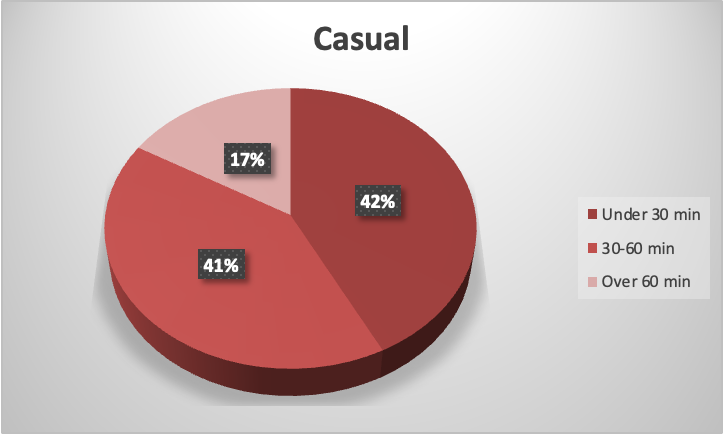 Casual
17%
42%
41%
Under 30 min
30-60 min
Over 60 min